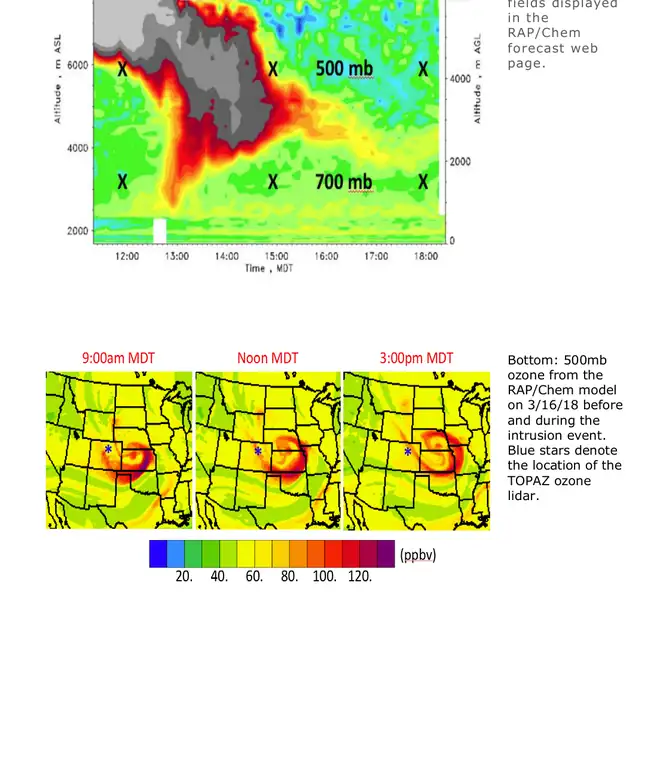 fields displayed
in the
RAP/Chem
forecast web
page.
Altitude , m ASL
6000
4000
2000
X X 500 mb X
X X 700 mb X
4000
2000
0
Altitude , m AGL
12:00 13:00 14:00 15:00 16:00 17:00 18:00
Time , MDT
9:00am MDT Noon MDT 3:00pm MDT
* * *
Bottom: 500mb
ozone from the
RAP/Chem model
on 3/16/18 before
and during the
intrusion event.
Blue stars denote
the location of the
TOPAZ ozone
lidar.
20. 40. 60. 80. 100. 120.
(ppbv)